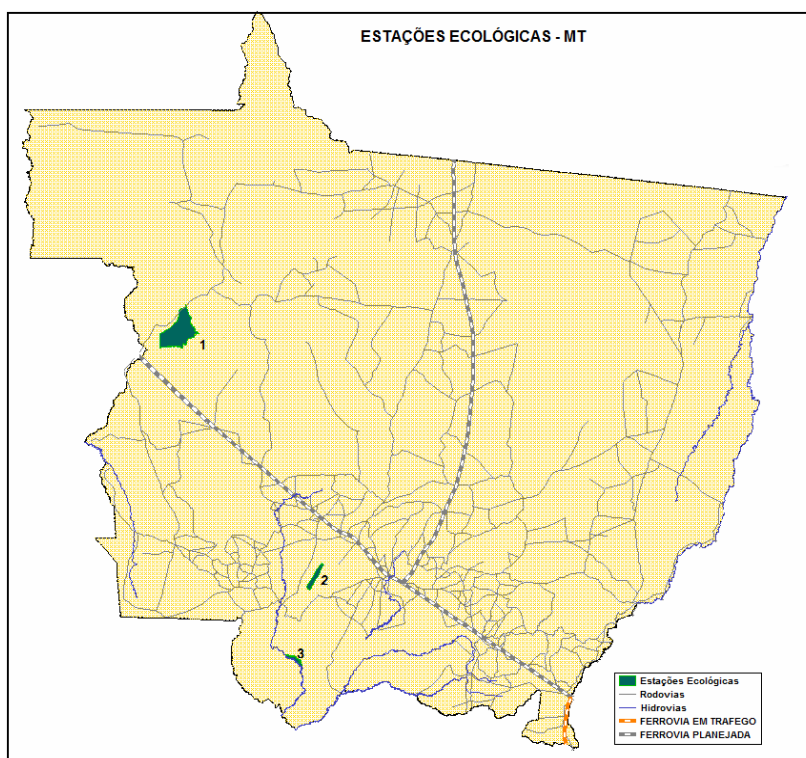 ESTAÇÕES ECOLÓGICAS - MT
1
2
3
Estações Ecológicas
Rodovias
Hidrovias
FERROVIA EM TRAFEGO
FERROVIA PLANEJADA